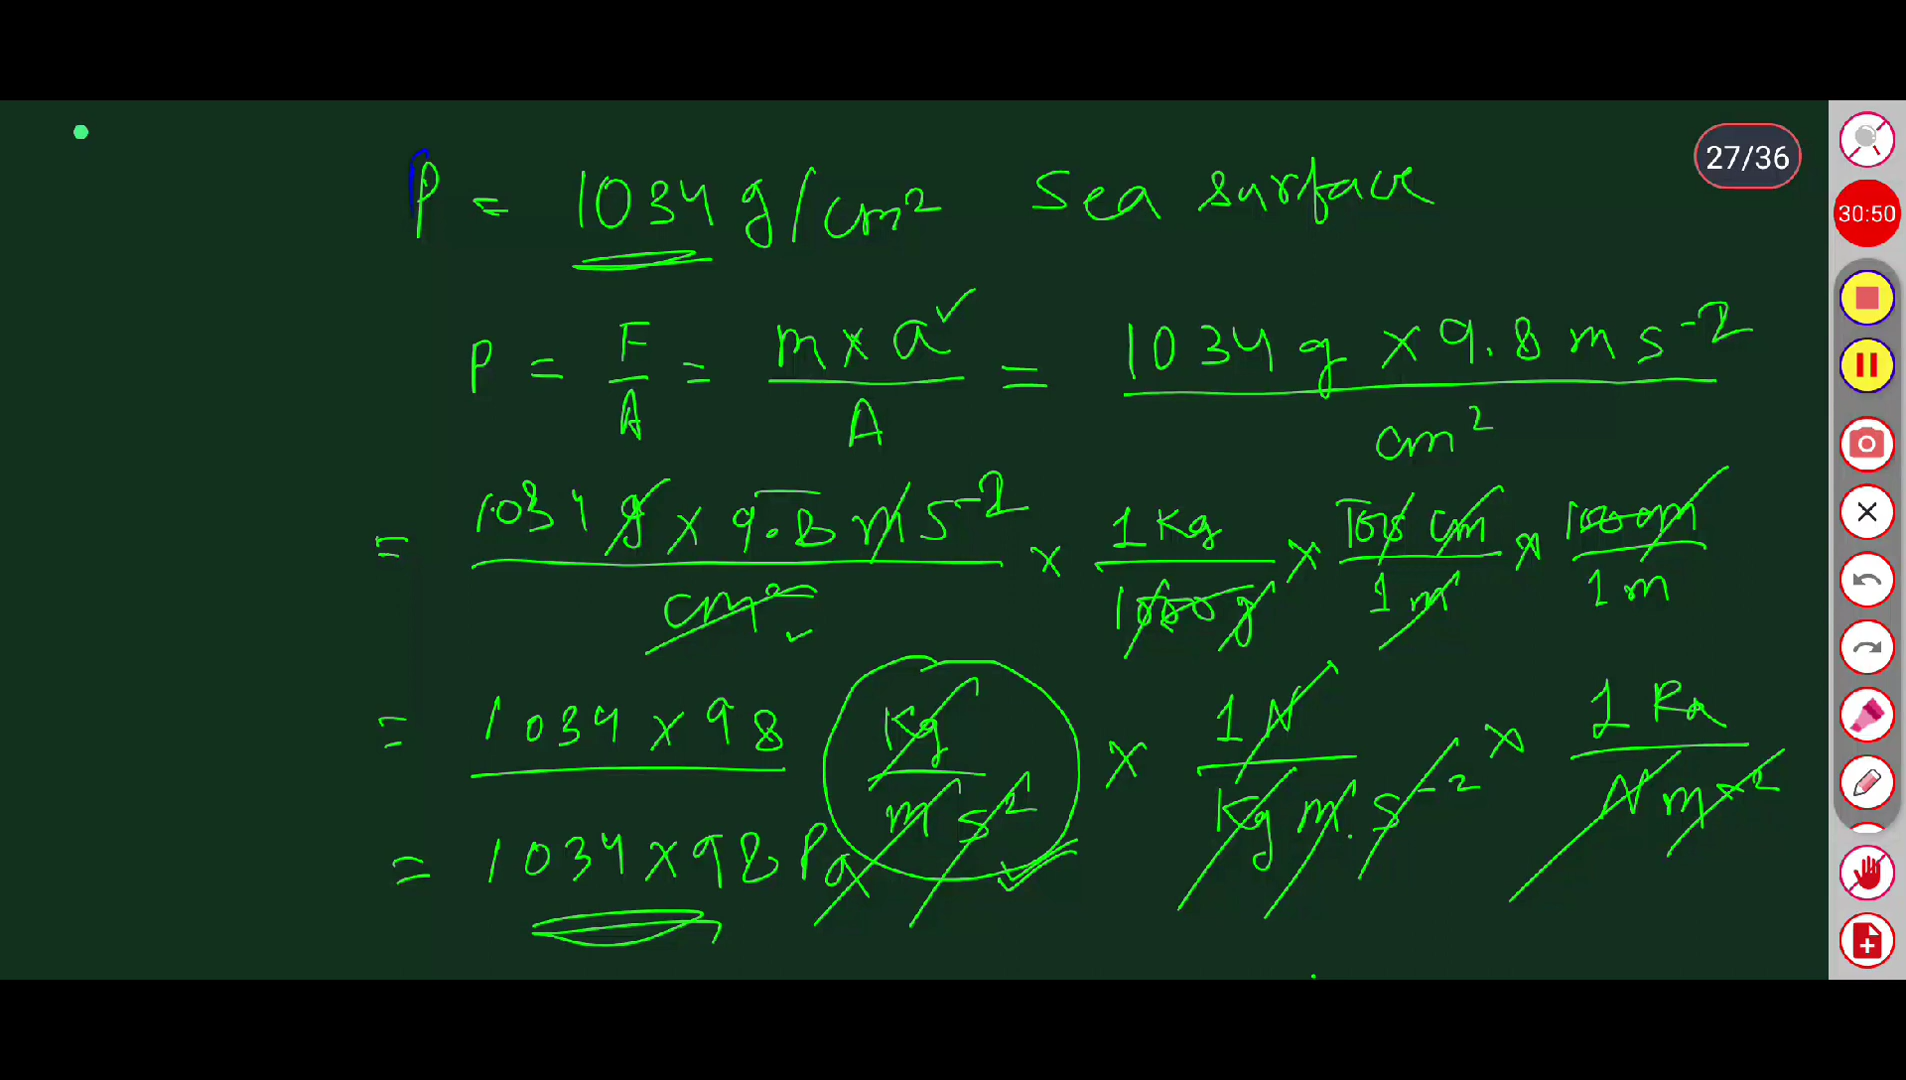 27/36
30:50
P = 1034 g/cm² Sea surface
P = F/A = m x a/A = 1034 g x 9.8 m s⁻²/cm²
= 1034 g x 9.8 m s⁻²/cm² x 1 Kg/1000 g x 100 cm/1 m x 100 cm/1 m
= 1034 x 98 Kg/m s² x 1 N/Kg m . s⁻² x 1 Pa/N m⁻²
= 1034 x 98 Pa